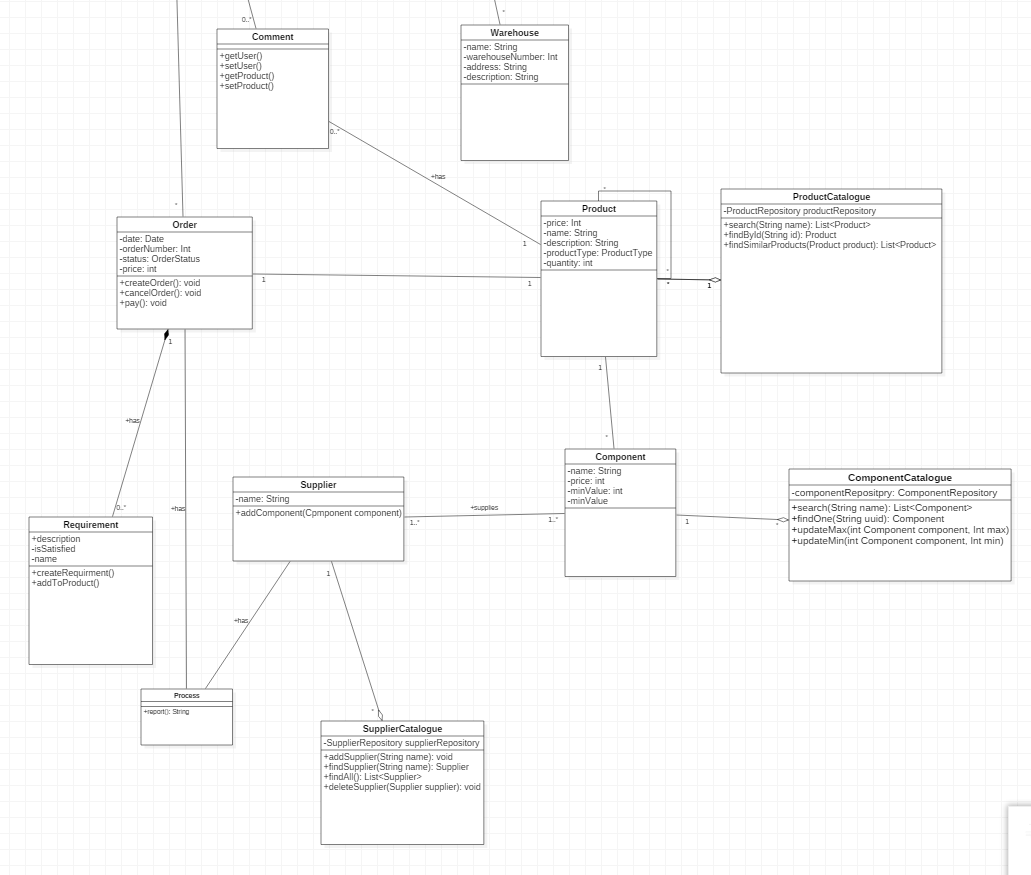 0..*
*
Comment
+getUser()
+setUser()
+getProduct()
+setProduct()
Warehouse
-name: String
-warehouseNumber: Int
-address: String
-description: String
0..*
+has
1
*
*
Product
-price: Int
-name: String
-description: String
-productType: ProductType
-quantity: int
*
*
1
ProductCatalogue
-ProductRepository productRepository
+search(String name): List<Product>
+findById(String id): Product
+findSimilarProducts(Product product): List<Product>
Order
-date: Date
-orderNumber: Int
-status: OrderStatus
-price: int
+createOrder(): void
+cancelOrder(): void
+pay(): void
1
1
1
1
*
+has
+has
0..*
Component
-name: String
-price: int
-minValue: int
-minValue
ComponentCatalogue
-componentRepositpry: ComponentRepository
+search(String name): List<Component>
+findOne(String uuid): Component
+updateMax(int Component component, Int max)
+updateMin(int Component component, Int min)
Supplier
-name: String
+addComponent(Cpmponent component)
1..*
+supplies
1..*
1
*
Requirement
+description
-isSatisfied
-name
+createRequirment()
+addToProduct()
1
+has
Process
+report(): String
*
SupplierCatalogue
-SupplierRepository supplierRepository
+addSupplier(String name): void
+findSupplier(String name): Supplier
+findAll(): List<Supplier>
+deleteSupplier(Supplier supplier): void